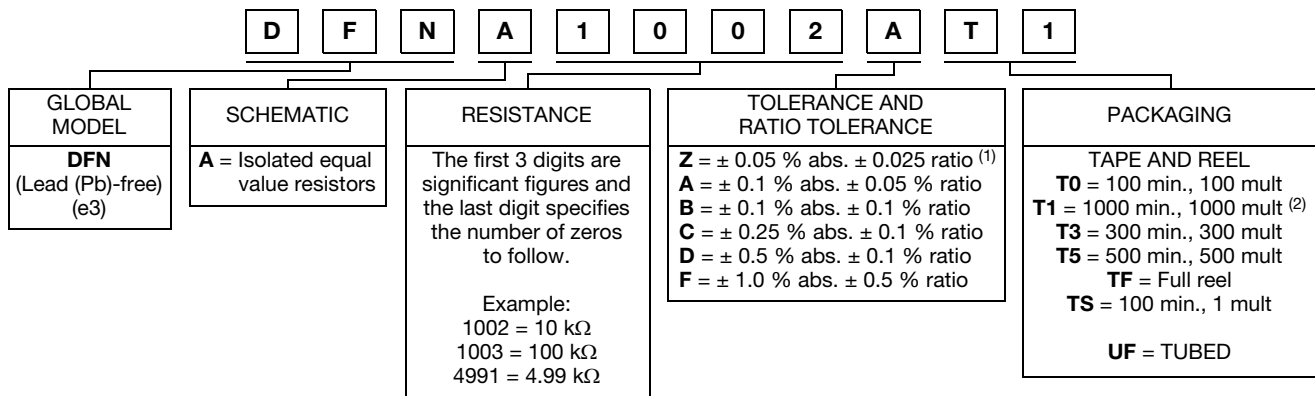 D F N A 1 0 0 2 A T 1
GLOBAL
MODEL
DFN
(Lead (Pb)-free)
(e3)
SCHEMATIC
A = Isolated equal
value resistors
RESISTANCE
The first 3 digits are
significant figures and
the last digit specifies
the number of zeros
to follow.
Example:
1002 = 10 kΩ
1003 = 100 kΩ
4991 = 4.99 kΩ
TOLERANCE AND
RATIO TOLERANCE
Z = ± 0.05 % abs. ± 0.025 ratio (1)
A = ± 0.1 % abs. ± 0.05 % ratio
B = ± 0.1 % abs. ± 0.1 % ratio
C = ± 0.25 % abs. ± 0.1 % ratio
D = ± 0.5 % abs. ± 0.1 % ratio
F = ± 1.0 % abs. ± 0.5 % ratio
PACKAGING
TAPE AND REEL
T0 = 100 min., 100 mult
T1 = 1000 min., 1000 mult (2)
T3 = 300 min., 300 mult
T5 = 500 min., 500 mult
TF = Full reel
TS = 100 min., 1 mult
UF = TUBED